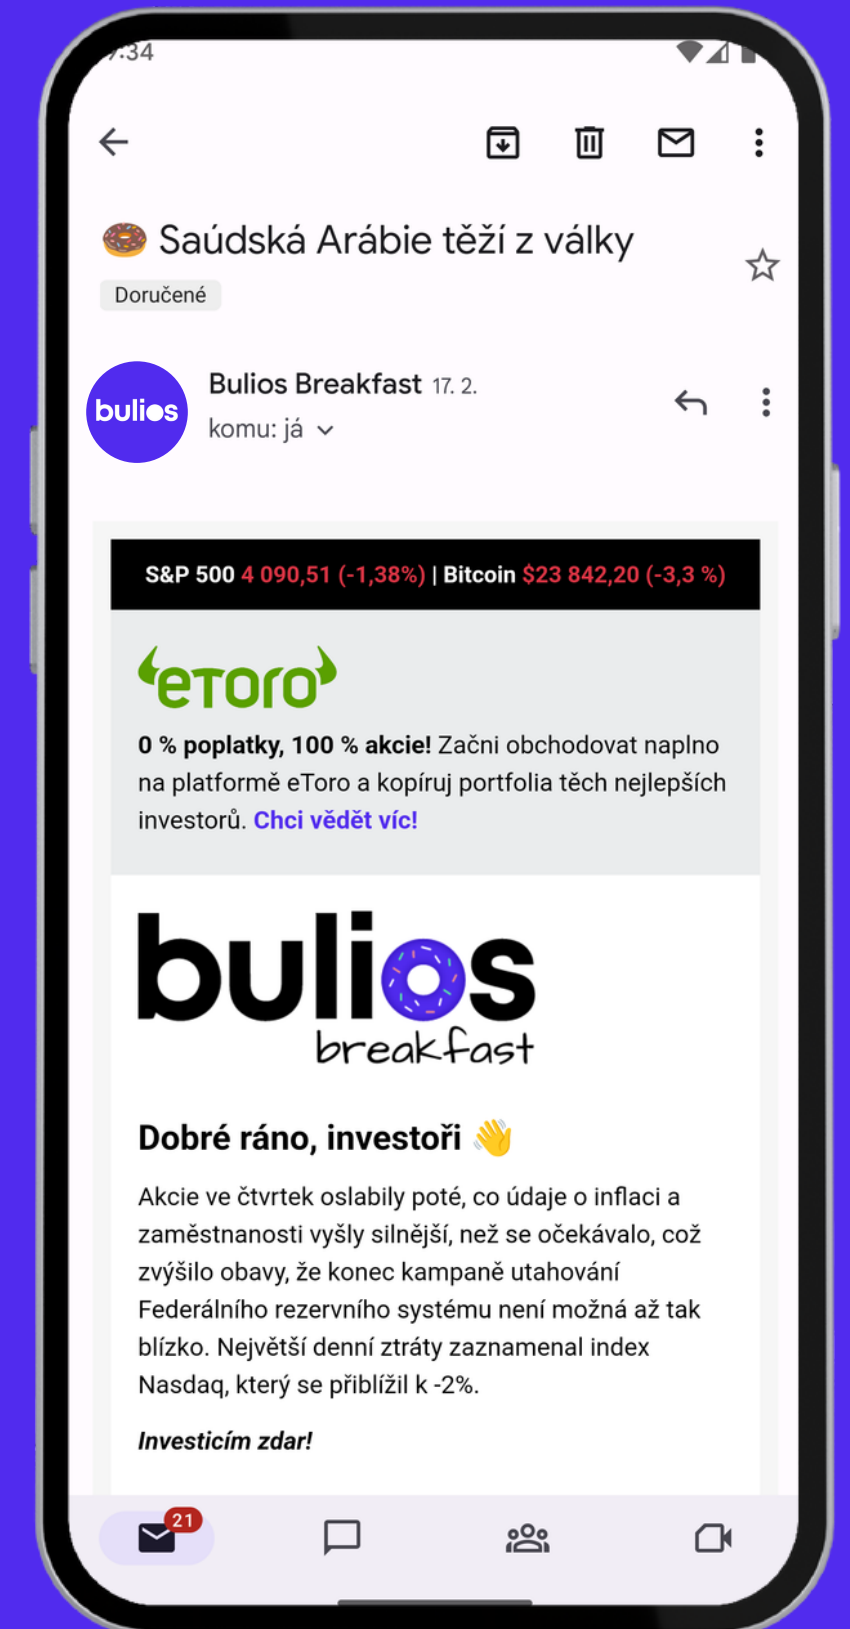 :34
Saúdská Arábie těží z války
Doručené
bulios
Bulios Breakfast 17. 2.
komu: já
S&P 500 4 090,51 (-1,38%) | Bitcoin $23 842,20 (-3,3 %)
eToro
0 % poplatky, 100 % akcie! Začni obchodovat naplno
na platformě eToro a kopíruj portfolia těch nejlepších
investorů. Chci vědět víc!
bulios
breakfast
Dobré ráno, investoři
Akcie ve čtvrtek oslabily poté, co údaje o inflaci a
zaměstnanosti vyšly silnější, než se očekávalo, což
zvýšilo obavy, že konec kampaně utahování
Federálního rezervního systému není možná až tak
blízko. Největší denní ztráty zaznamenal index
Nasdaq, který se přiblížil k -2%.
Investicím zdar!
21